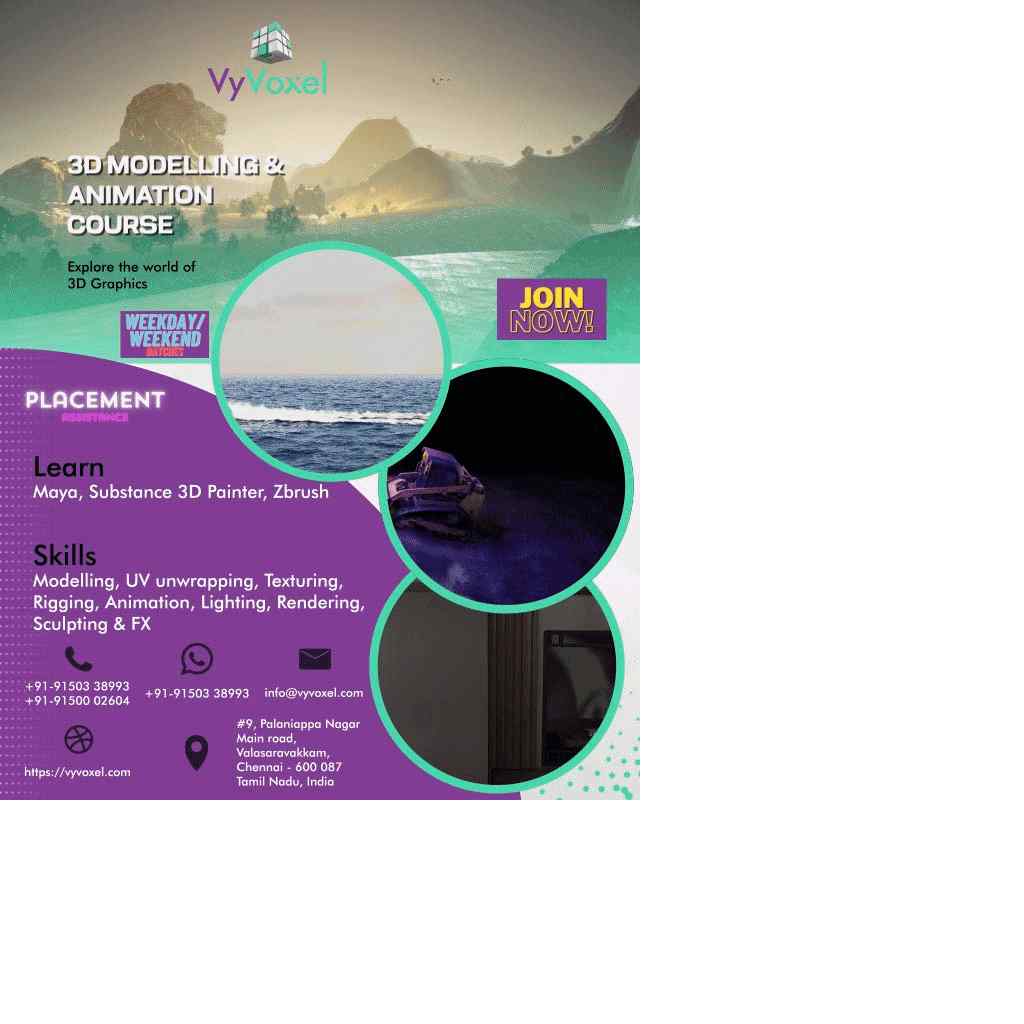 VyVoxel
3D MODELLING &
ANIMATION
COURSE
Explore the world of
3D Graphics
JOIN
NOW!
WEEKDAY/
WEEKEND
BATCHES
PLACEMENT
ASSISTANCE
Learn
Maya, Substance 3D Painter, Zbrush
Skills
Modelling, UV unwrapping, Texturing,
Rigging, Animation, Lighting, Rendering,
Sculpting & FX
+91-91503 38993
+91-91500 02604
+91-91503 38993
info@vyvoxel.com
https://vyvoxel.com
#9, Palaniappa Nagar
Main road,
Valasaravakkam,
Chennai - 600 087
Tamil Nadu, India